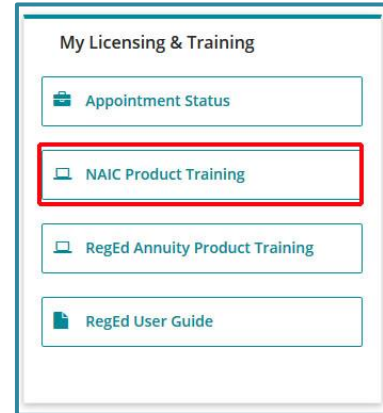 My Licensing & Training
Appointment Status
NAIC Product Training
RegEd Annuity Product Training
RegEd User Guide